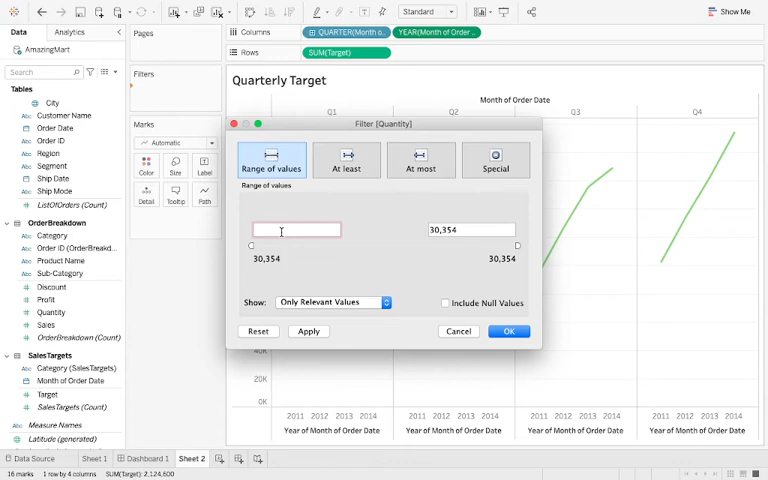 Standard
Show Me
Data
Analytics
Pages
Columns
QUARTER(Month o..
YEAR(Month of Order ..
AmazingMart
Rows
SUM(Target)
Search
Filters
Quarterly Target
Tables
Month of Order Date
City
Q1
Q2
Q3
Q4
Customer Name
Order Date
Marks
Filter [Quantity]
Order ID
Automatic
Region
Segment
Color
Size
Label
Range of values
At least
At most
Special
Ship Date
Range of values
Ship Mode
Detail
Tooltip
Path
ListOfOrders (Count)
OrderBreakdown
30,354
Category
Order ID (OrderBreakd...
30,354
30,354
Product Name
Sub-Category
Discount
Profit
Show:
Only Relevant Values
Include Null Values
Quantity
Sales
Reset
Apply
Cancel
OK
OrderBreakdown (Count)
SalesTargets
40K
Category (SalesTargets)
Month of Order Date
20K
Target
0K
SalesTargets (Count)
2011 2012 2013 2014
2011 2012 2013 2014
2011 2012 2013 2014
2011 2012 2013 2014
Measure Names
Year of Month of Order Date
Year of Month of Order Date
Year of Month of Order Date
Year of Month of Order Date
Latitude (generated)
Data Source
Sheet 1
Dashboard 1
Sheet 2
16 marks
1 row by 4 columns
SUM(Target): 2,124,600